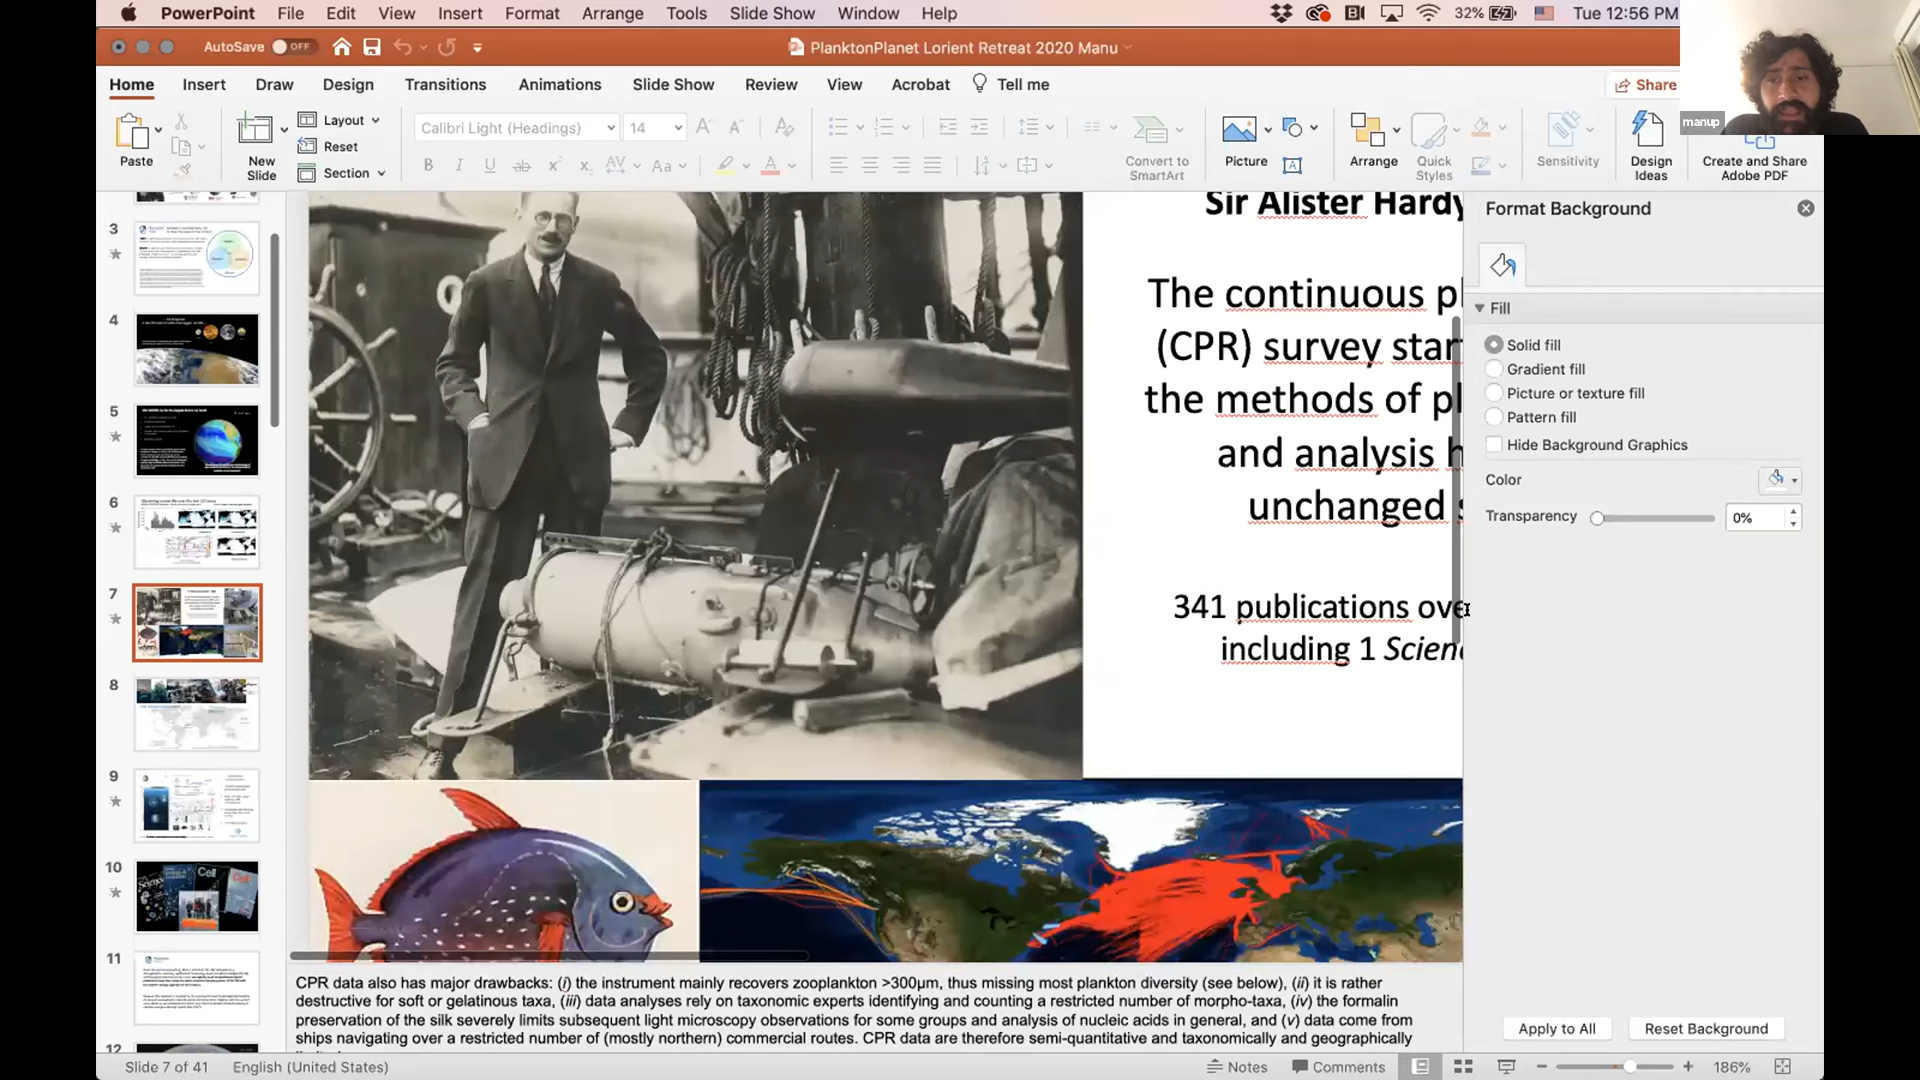 PowerPoint File Edit View Insert Format Arrange Tools Slide Show Window Help 32% Tue 12:56 PM
AutoSave OFF PlanktonPlanet Lorient Retreat 2020 Manu
Home Insert Draw Design Transitions Animations Slide Show Review View Acrobat Tell me Share
manup
Paste
New Slide
Layout
Reset
Section
Calibri Light (Headings) 14
Convert to SmartArt
Picture
Arrange
Quick Styles
Sensitivity
Design Ideas
Create and Share Adobe PDF
3
4
5
6
7
8
9
10
11
12
Sir Alister Hardy
The continuous pl
(CPR) survey star
the methods of pl
and analysis h
unchanged s
341 publications ove
including 1 Scien
Format Background
Fill
Solid fill
Gradient fill
Picture or texture fill
Pattern fill
Hide Background Graphics
Color
Transparency 0%
Apply to All Reset Background
CPR data also has major drawbacks: (i) the instrument mainly recovers zooplankton >300µm, thus missing most plankton diversity (see below), (ii) it is rather
destructive for soft or gelatinous taxa, (iii) data analyses rely on taxonomic experts identifying and counting a restricted number of morpho-taxa, (iv) the formalin
preservation of the silk severely limits subsequent light microscopy observations for some groups and analysis of nucleic acids in general, and (v) data come from
ships navigating over a restricted number of (mostly northern) commercial routes. CPR data are therefore semi-quantitative and taxonomically and geographically
Slide 7 of 41 English (United States) Notes Comments 186%